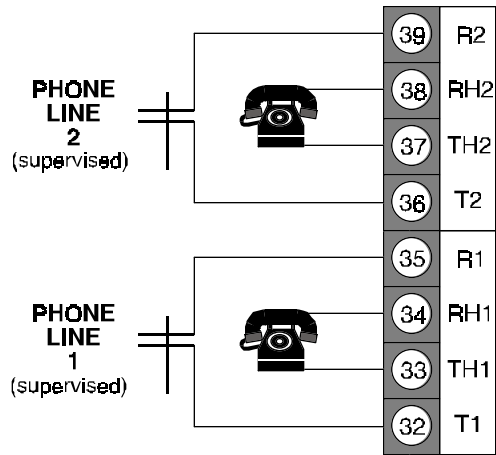 PHONE
LINE
2
(supervised)
39 R2
38 RH2
37 TH2
36 T2
PHONE
LINE
1
(supervised)
35 R1
34 RH1
33 TH1
32 T1